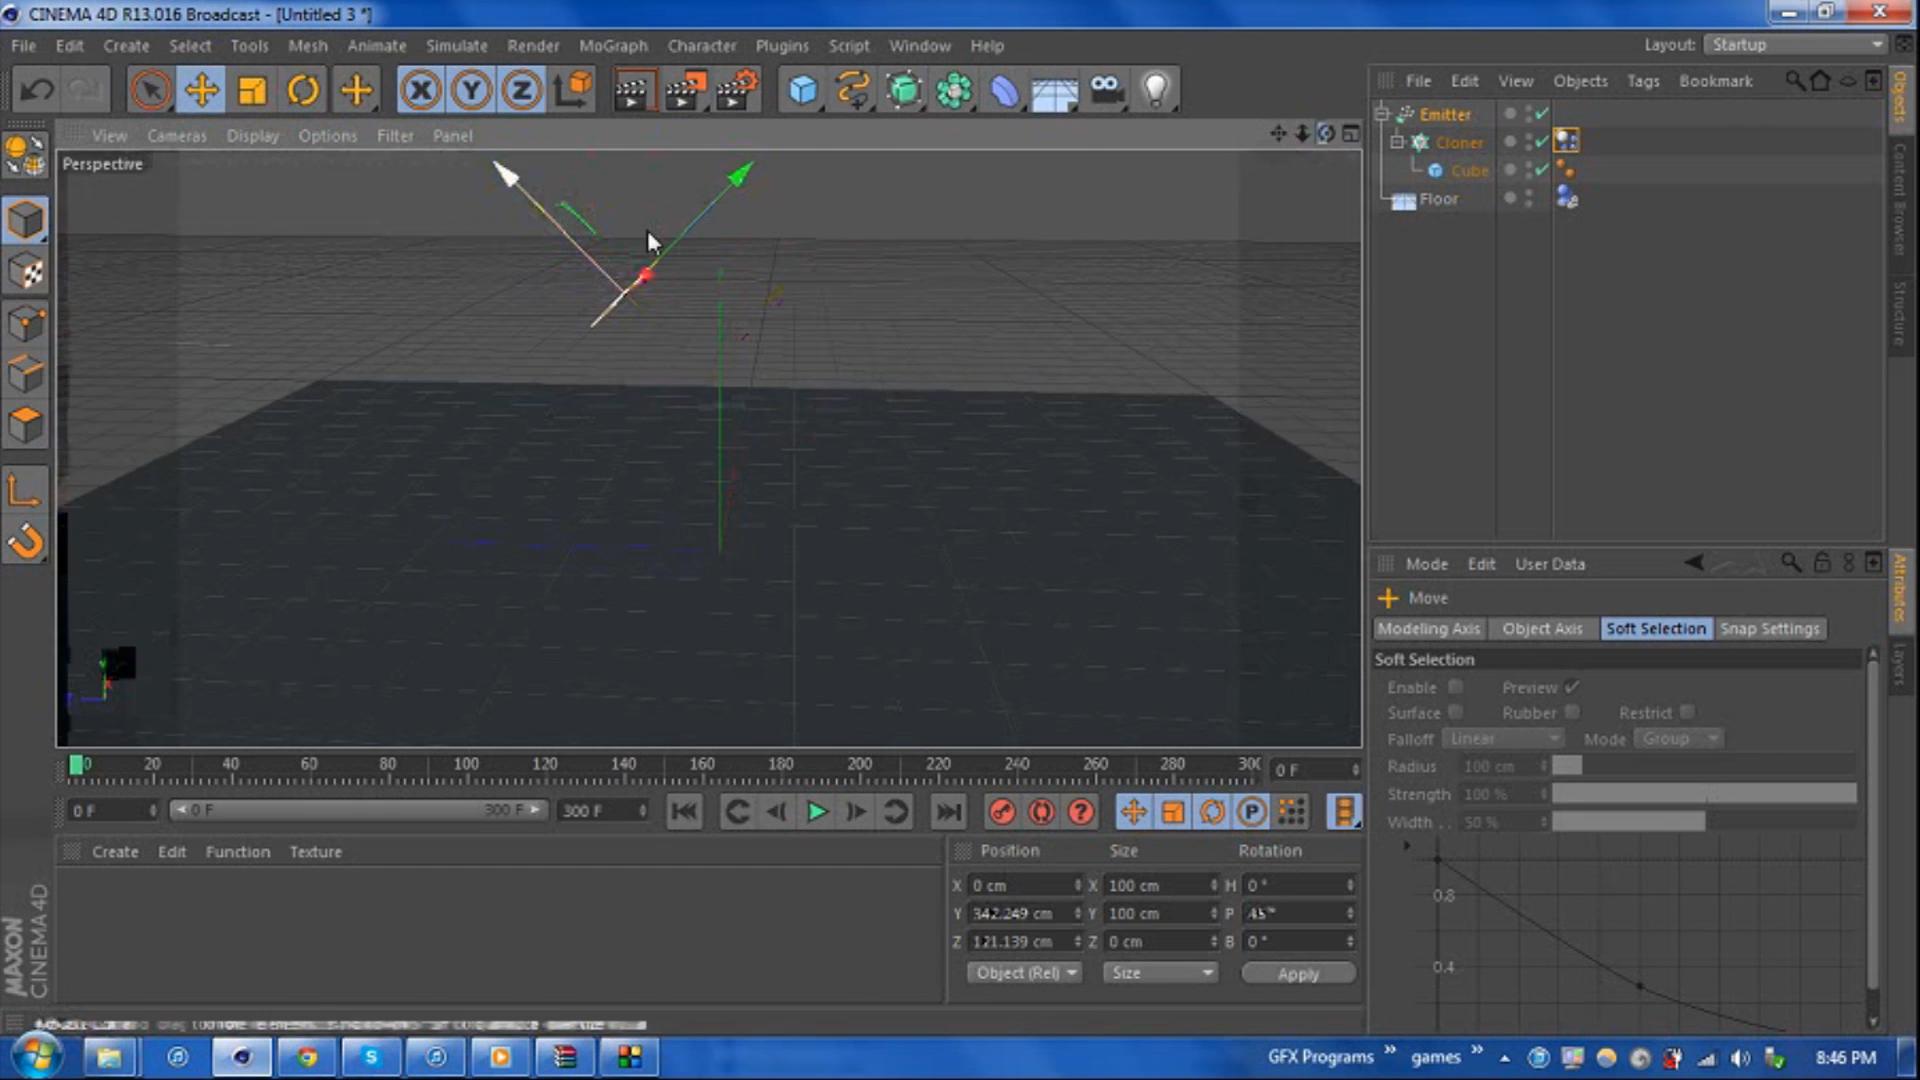 CINEMA 4D R13.016 Broadcast - [Untitled 3 *]
File Edit Create Select Tools Mesh Animate Simulate Render MoGraph Character Plugins Script Window Help
Layout: Startup
File Edit View Objects Tags Bookmark
X Y Z
Emitter
Cloner
Cube
Floor
Objects
Content Browser
Structure
View Cameras Display Options Filter Panel
Perspective
Mode Edit User Data
Move
Modeling Axis Object Axis Soft Selection Snap Settings
Soft Selection
Enable Preview
Surface Rubber Restrict
Falloff Linear Mode Group
Radius 100 cm
Strength 100 %
Width . . 50 %
0.8
0.4
Attributes
Layers
0 20 40 60 80 100 120 140 160 180 200 220 240 260 280 300 0 F
0 F 0 F 300 F 300 F
P
Create Edit Function Texture
Position Size Rotation
X 0 cm X 100 cm H 0 °
Y 342.249 cm Y 100 cm P 45 °
Z 121.139 cm Z 0 cm B 0 °
Object (Rel) Size Apply
MAXON
CINEMA 4D
GFX Programs » games » 8:46 PM